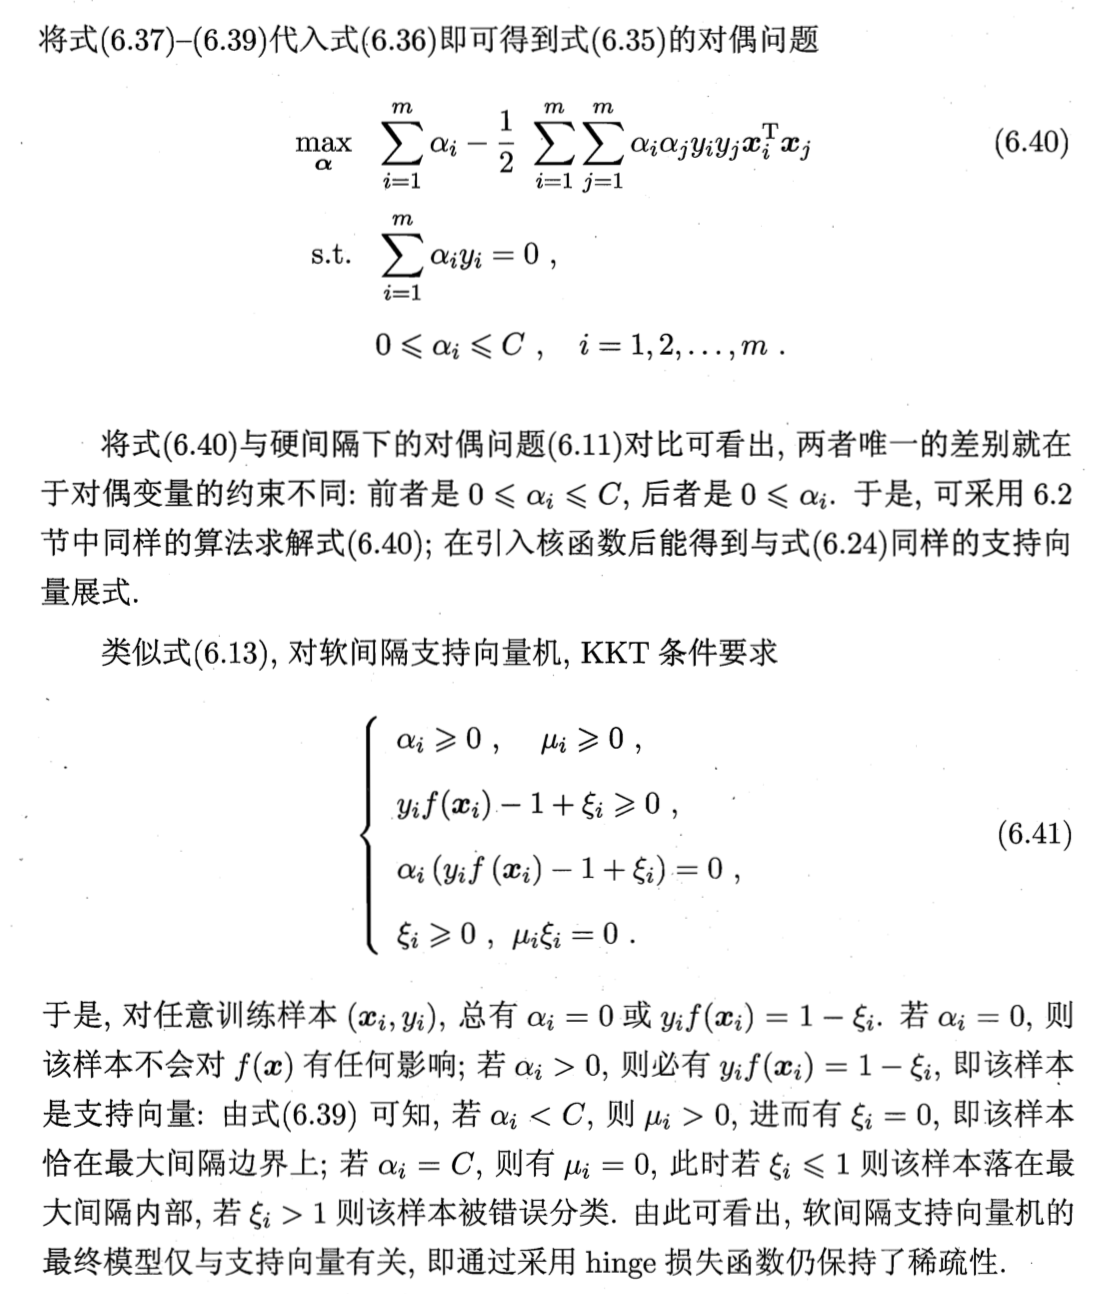 将式(6.37)–(6.39)代入式(6.36)即可得到式(6.35)的对偶问题
$\max_{\boldsymbol{\alpha}} \quad \sum_{i=1}^{m} \alpha_i - \frac{1}{2} \sum_{i=1}^{m} \sum_{j=1}^{m} \alpha_i \alpha_j y_i y_j \boldsymbol{x}_i^{\mathrm{T}} \boldsymbol{x}_j$ (6.40)
s.t. $\sum_{i=1}^{m} \alpha_i y_i = 0$ ,
$0 \leqslant \alpha_i \leqslant C$ , $i = 1, 2, \ldots, m$ .
将式(6.40)与硬间隔下的对偶问题(6.11)对比可看出, 两者唯一的差别就在
于对偶变量的约束不同: 前者是 $0 \leqslant \alpha_i \leqslant C$, 后者是 $0 \leqslant \alpha_i$. 于是, 可采用 6.2
节中同样的算法求解式(6.40); 在引入核函数后能得到与式(6.24)同样的支持向
量展式.
类似式(6.13), 对软间隔支持向量机, KKT 条件要求
$\alpha_i \geqslant 0$ , $\mu_i \geqslant 0$ ,
$y_i f(\boldsymbol{x}_i) - 1 + \xi_i \geqslant 0$ ,
$\alpha_i (y_i f(\boldsymbol{x}_i) - 1 + \xi_i) = 0$ , (6.41)
$\xi_i \geqslant 0$ , $\mu_i \xi_i = 0$ .
于是, 对任意训练样本 $(\boldsymbol{x}_i, y_i)$, 总有 $\alpha_i = 0$ 或 $y_i f(\boldsymbol{x}_i) = 1 - \xi_i$. 若 $\alpha_i = 0$, 则
该样本不会对 $f(\boldsymbol{x})$ 有任何影响; 若 $\alpha_i > 0$, 则必有 $y_i f(\boldsymbol{x}_i) = 1 - \xi_i$, 即该样本
是支持向量: 由式(6.39) 可知, 若 $\alpha_i < C$, 则 $\mu_i > 0$, 进而有 $\xi_i = 0$, 即该样本
恰在最大间隔边界上; 若 $\alpha_i = C$, 则有 $\mu_i = 0$, 此时若 $\xi_i \leqslant 1$ 则该样本落在最
大间隔内部, 若 $\xi_i > 1$ 则该样本被错误分类. 由此可看出, 软间隔支持向量机的
最终模型仅与支持向量有关, 即通过采用 hinge 损失函数仍保持了稀疏性.